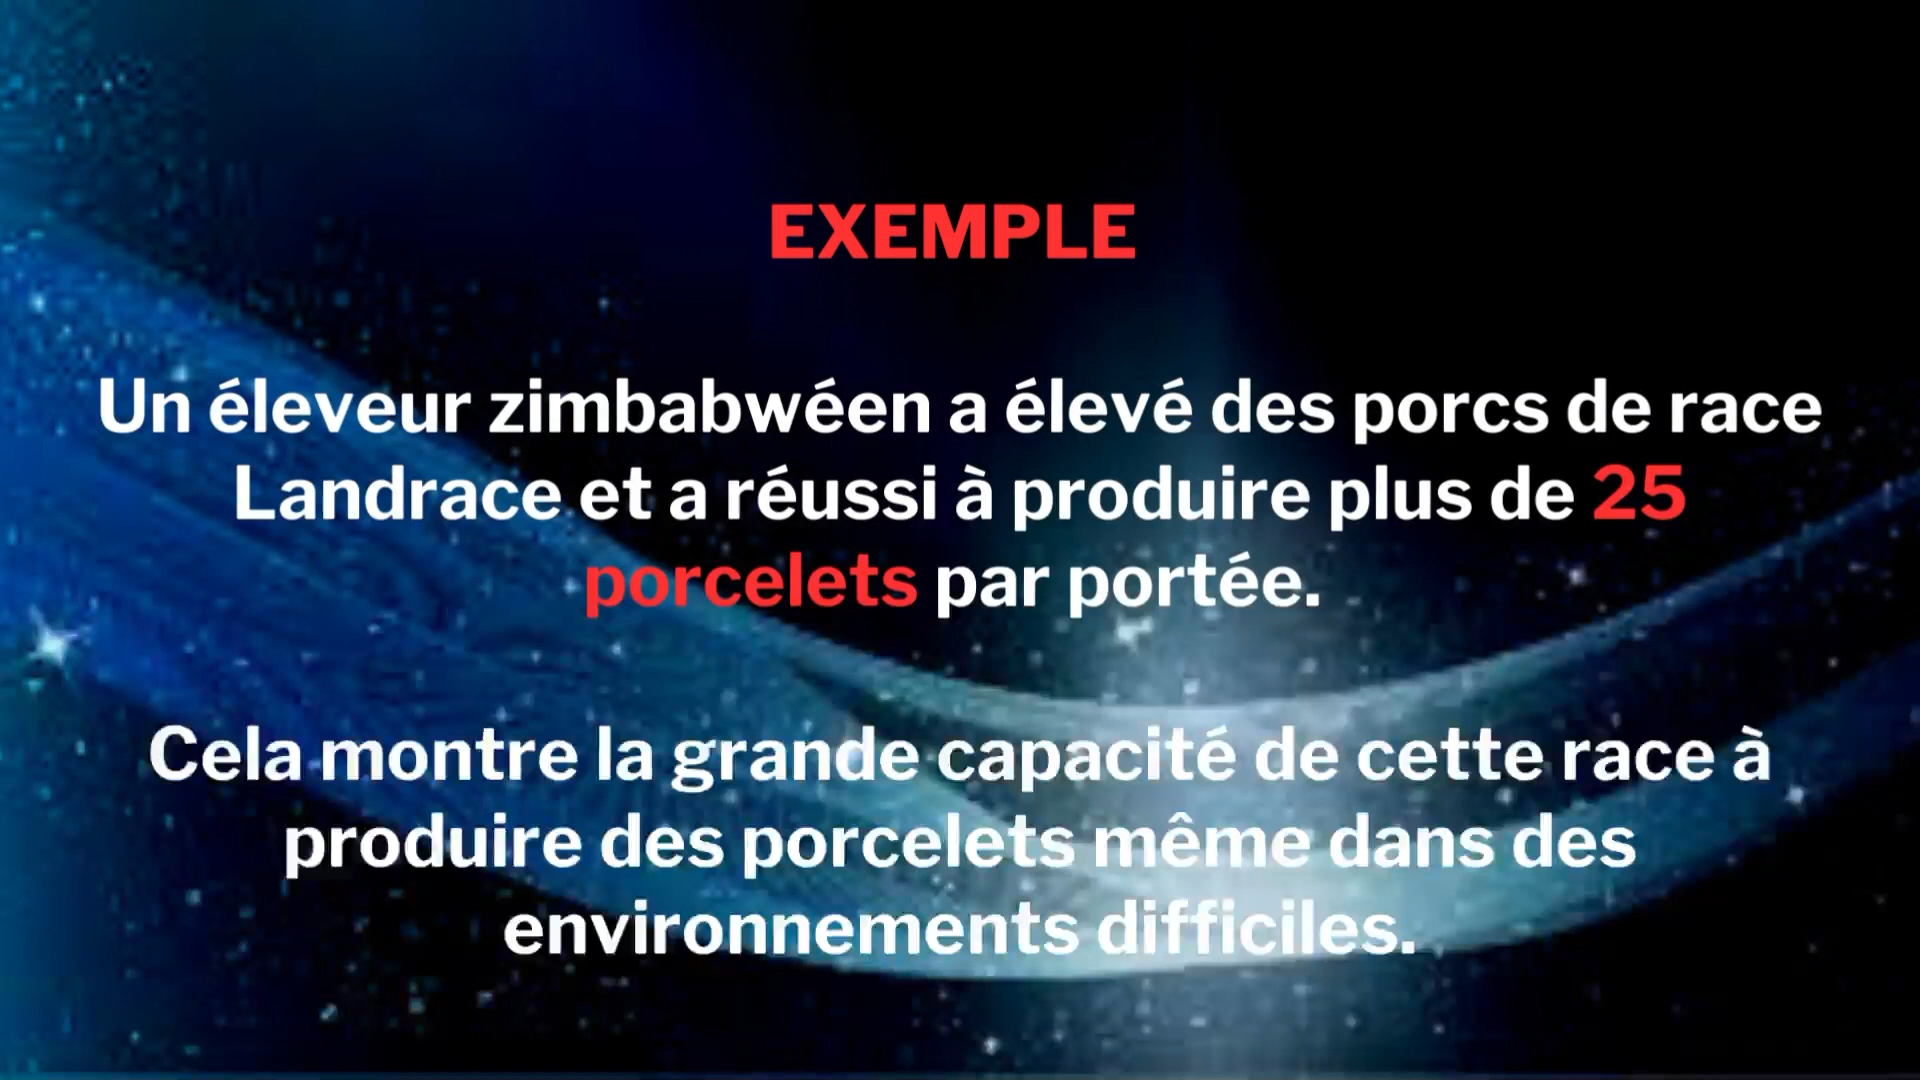 EXEMPLE
Un éleveur zimbabwéen a élevé des porcs de race
Landrace et a réussi à produire plus de 25
porcelets par portée.
Cela montre la grande capacité de cette race à
produire des porcelets même dans des
environnements difficiles.